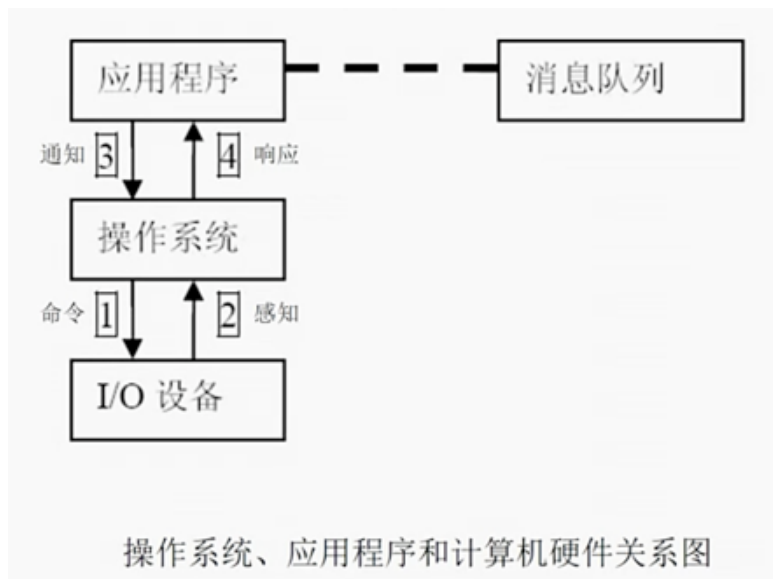 应用程序
消息队列
通知 3
4 响应
操作系统
命令 1
2 感知
I/O 设备
操作系统、应用程序和计算机硬件关系图